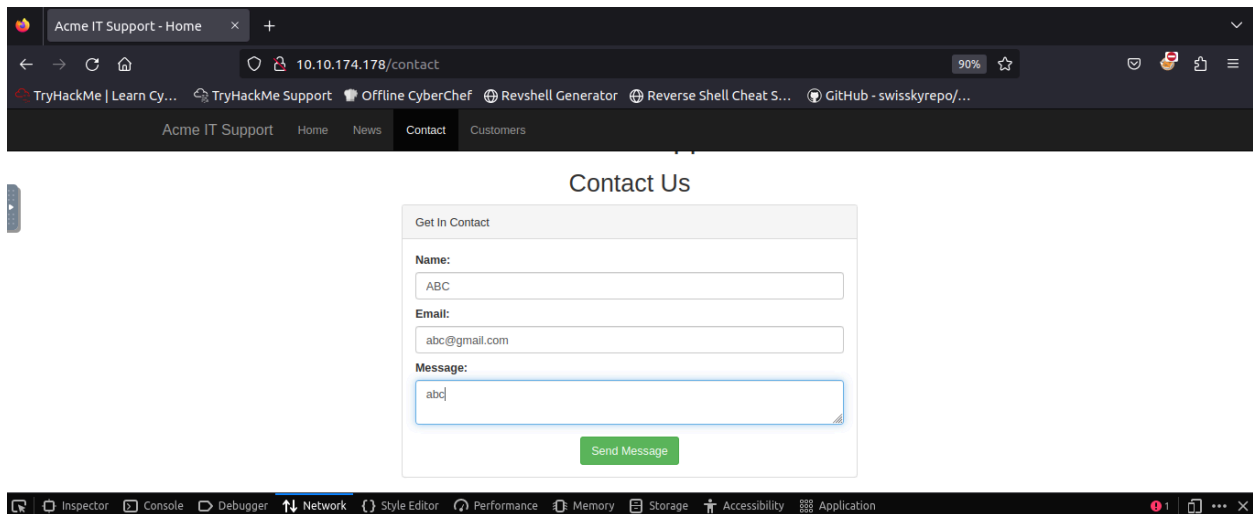 Acme IT Support - Home × +
10.10.174.178/contact 90%
TryHackMe | Learn Cy... TryHackMe Support Offline CyberChef Revshell Generator Reverse Shell Cheat S... GitHub - swisskyrepo/...
Acme IT Support Home News Contact Customers
Contact Us
Get In Contact
Name:
ABC
Email:
abc@gmail.com
Message:
abc
Send Message
Inspector Console Debugger Network {} Style Editor Performance Memory Storage Accessibility Application 1